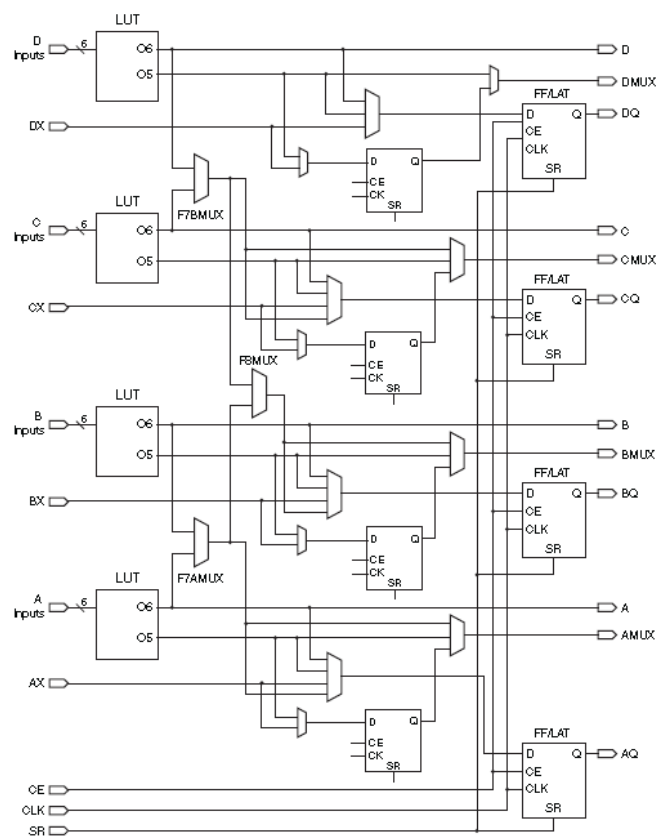 LUT
D
Inputs
6
O6
O5
D
DMUX
FF/LAT
D Q
CE
CLK
SR
DQ
DX
D Q
CE
CK
SR
F7BMUX
LUT
C
Inputs
6
O6
O5
C
CMUX
FF/LAT
D Q
CE
CLK
SR
CQ
CX
D Q
CE
CK
SR
F8MUX
LUT
B
Inputs
6
O6
O5
B
BMUX
FF/LAT
D Q
CE
CLK
SR
BQ
BX
D Q
CE
CK
SR
F7AMUX
LUT
A
Inputs
6
O6
O5
A
AMUX
AX
D Q
CE
CK
SR
FF/LAT
D Q
CE
CLK
SR
AQ
CE
CLK
SR